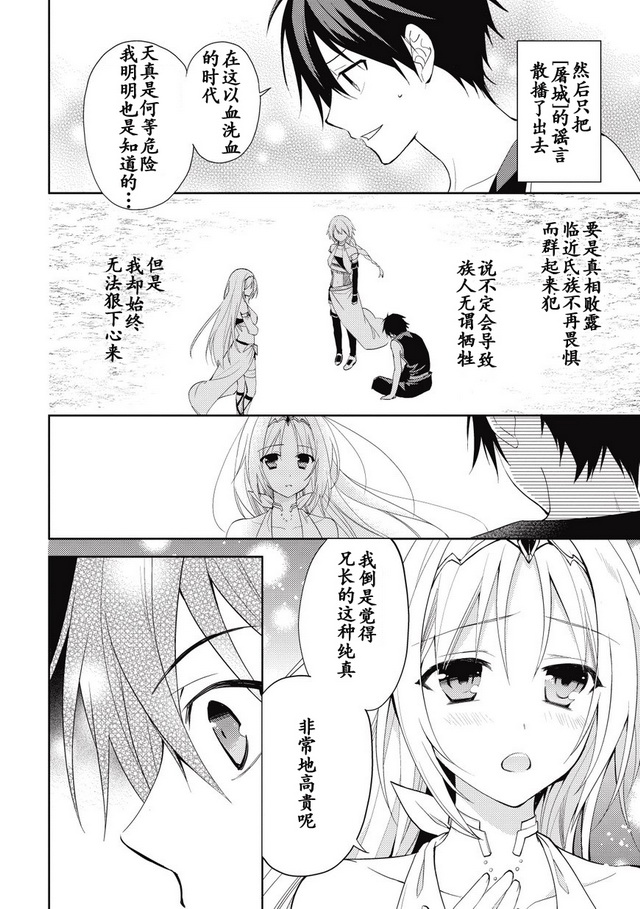 然后只把
[屠城]的谣言
散播了出去
在这以血洗血
的时代
天真是何等危险
我明明也是知道的…
要是真相败露
临近氏族不再畏惧
而群起来犯
说不定会导致
族人无谓牺牲
但是
我却始终
无法狠下心来
我倒是觉得
兄长的这种纯真
非常地高贵呢